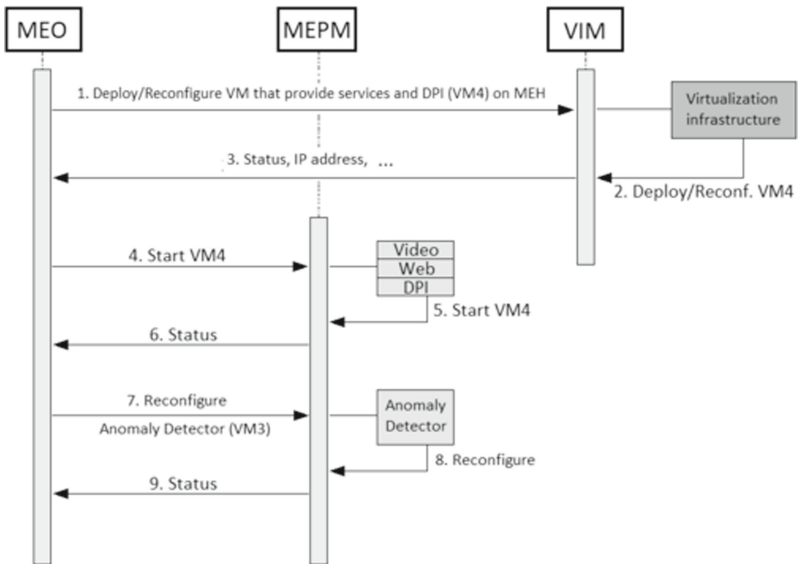 MEO
MEPM
VIM
1. Deploy/Reconfigure VM that provide services and DPI (VM4) on MEH
Virtualization
infrastructure
3. Status, IP address, ...
2. Deploy/Reconf. VM4
4. Start VM4
Video
Web
DPI
5. Start VM4
6. Status
7. Reconfigure
Anomaly Detector (VM3)
Anomaly
Detector
8. Reconfigure
9. Status